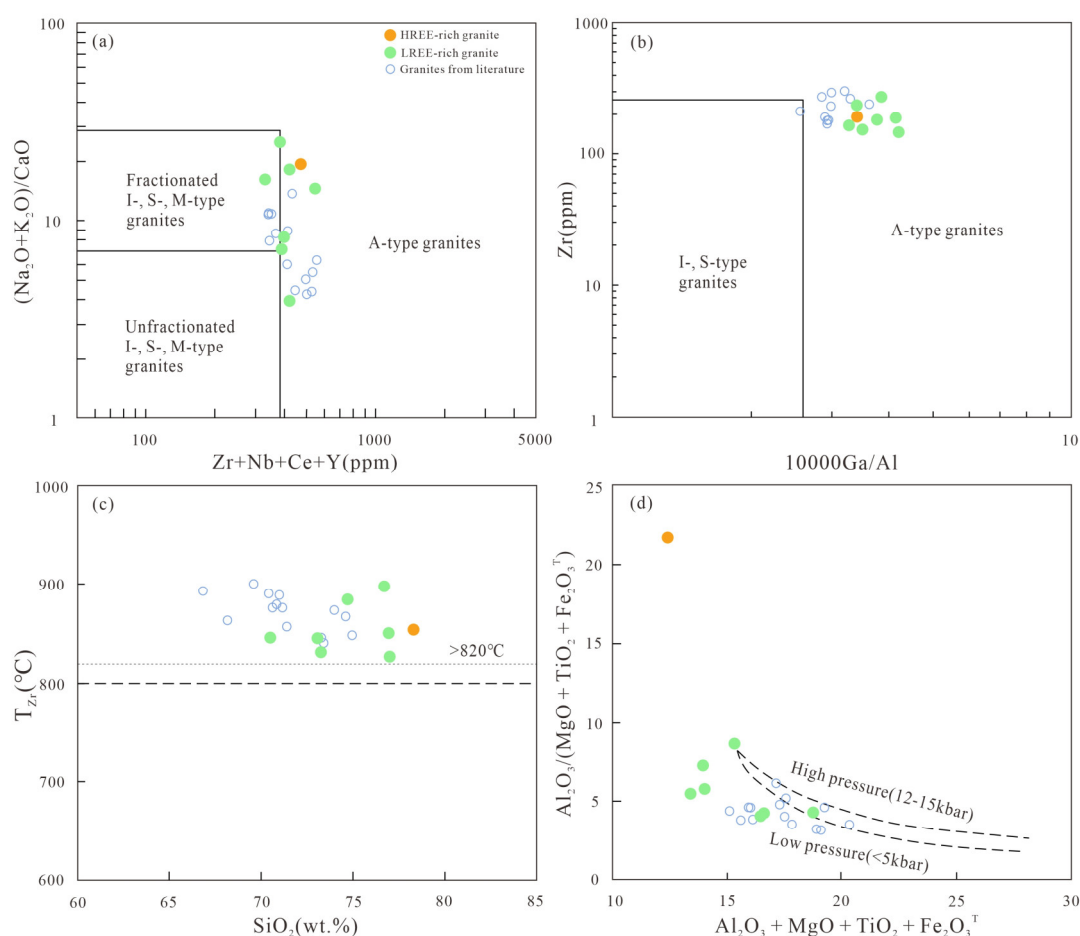 (a)
100
10
1
(Na₂O+K₂O)/CaO
HREE-rich granite
LREE-rich granite
Granites from literature
Fractionated
I-, S-, M-type
granites
A-type granites
Unfractionated
I-, S-, M-type
granites
100
1000
5000
Zr+Nb+Ce+Y(ppm)
(b)
1000
100
10
1
Zr(ppm)
I-, S-type
granites
A-type granites
10
10000Ga/Al
(c)
1000
900
800
700
600
T_Zr(°C)
>820℃
60
65
70
75
80
85
SiO₂(wt.%)
(d)
25
20
15
10
5
0
Al₂O₃/(MgO + TiO₂ + Fe₂O₃ᵀ)
High pressure(12-15kbar)
Low pressure(<5kbar)
10
15
20
25
30
Al₂O₃ + MgO + TiO₂ + Fe₂O₃ᵀ